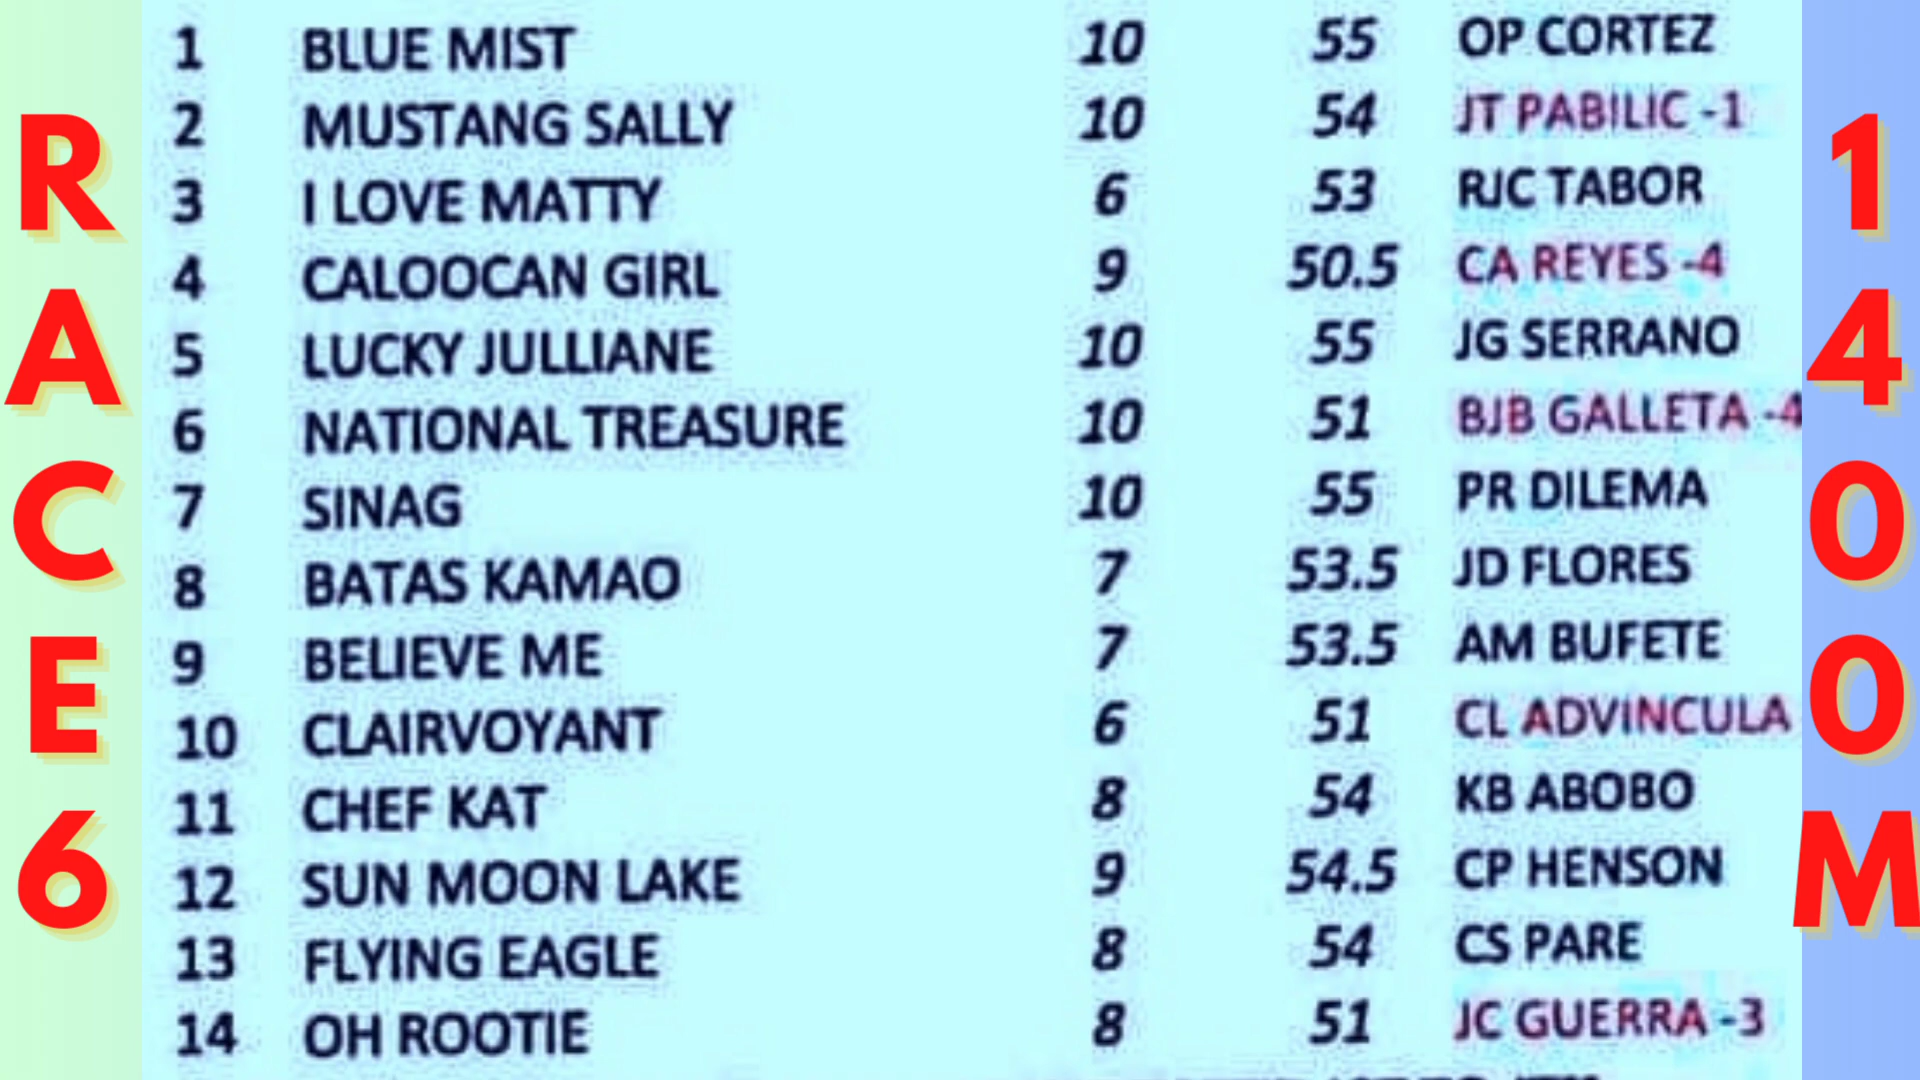 RACE 6
1 BLUE MIST 10 55 OP CORTEZ
2 MUSTANG SALLY 10 54 JT PABILIC -1
3 I LOVE MATTY 6 53 RJC TABOR
4 CALOOCAN GIRL 9 50.5 CA REYES -4
5 LUCKY JULLIANE 10 55 JG SERRANO
6 NATIONAL TREASURE 10 51 BJB GALLETA -4
7 SINAG 10 55 PR DILEMA
8 BATAS KAMAO 7 53.5 JD FLORES
9 BELIEVE ME 7 53.5 AM BUFETE
10 CLAIRVOYANT 6 51 CL ADVINCULA
11 CHEF KAT 8 54 KB ABOBO
12 SUN MOON LAKE 9 54.5 CP HENSON
13 FLYING EAGLE 8 54 CS PARE
14 OH ROOTIE 8 51 JC GUERRA -3
1400M